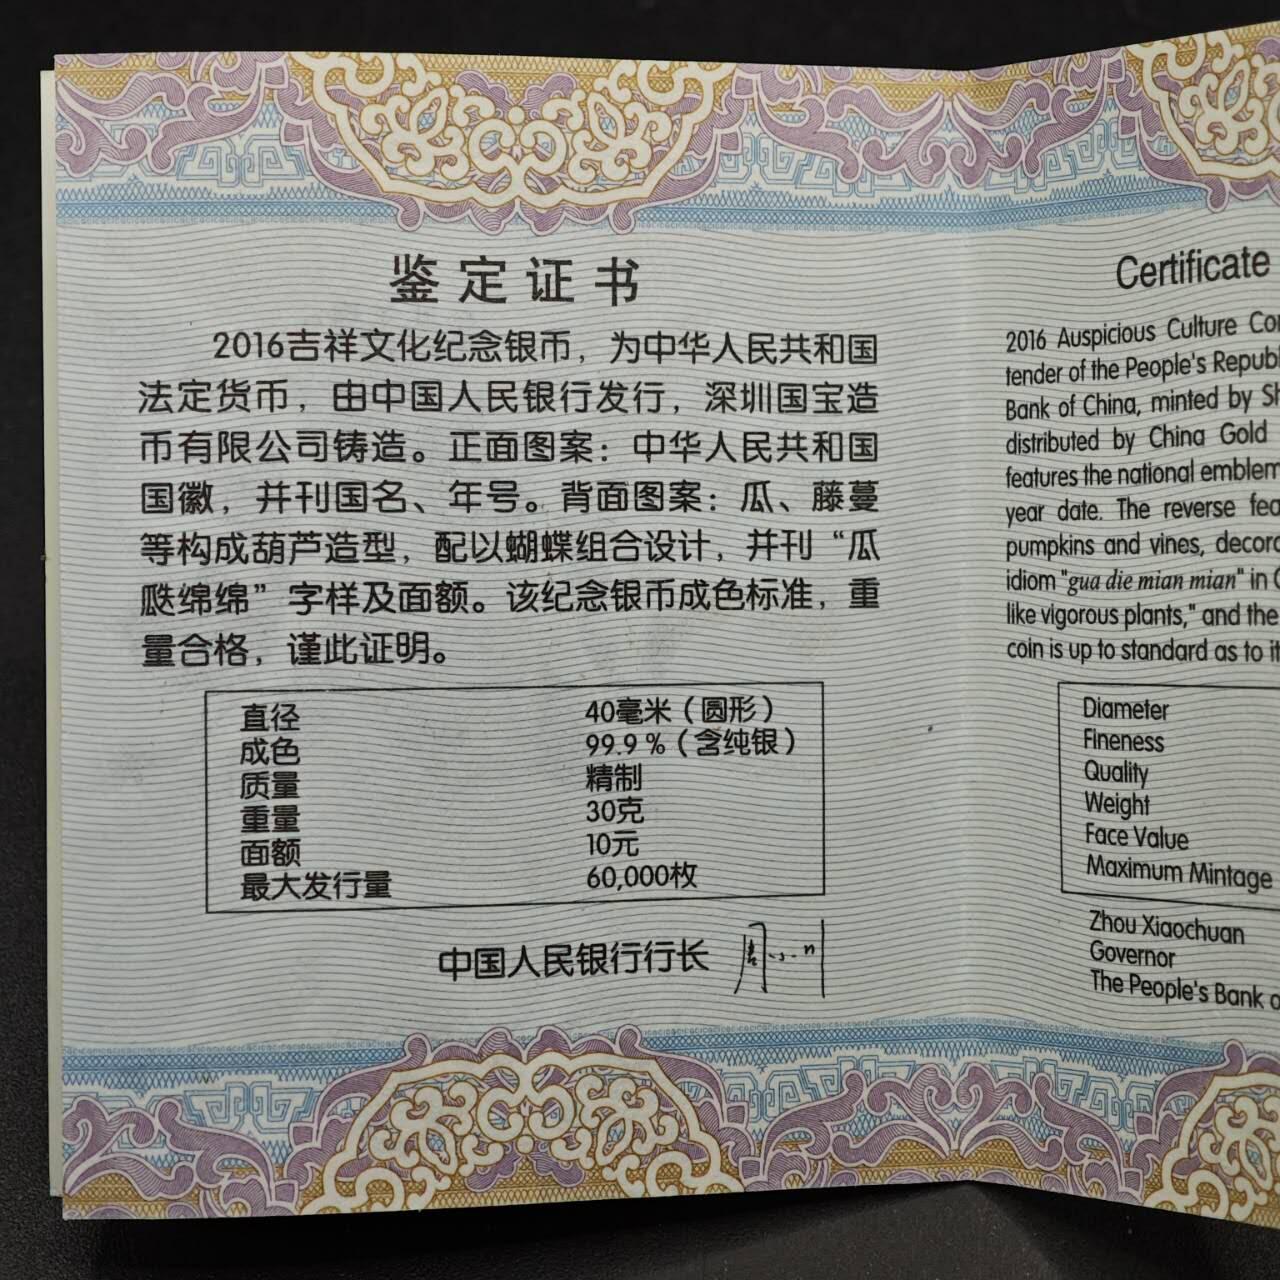 鉴定证书
2016吉祥文化纪念银币，为中华人民共和国
法定货币，由中国人民银行发行，深圳国宝造
币有限公司铸造。正面图案：中华人民共和国
国徽，并刊国名、年号。背面图案：瓜、藤蔓
等构成葫芦造型，配以蝴蝶组合设计，并刊“瓜
瓞绵绵”字样及面额。该纪念银币成色标准，重
量合格，谨此证明。
直径 40毫米（圆形）
成色 99.9%（含纯银）
质量 精制
重量 30克
面额 10元
最大发行量 60,000枚
中国人民银行行长
Certificate
2016 Auspicious Culture
tender of the People's
Bank of China, minted by
distributed by China Gold
features the national emblem
year date. The reverse
pumpkins and vines,
idiom "gua die mian mian" in
like vigorous plants," and the
coin is up to standard as to
Diameter
Fineness
Quality
Weight
Face Value
Maximum Mintage
Zhou Xiaochuan
Governor
The People's Bank